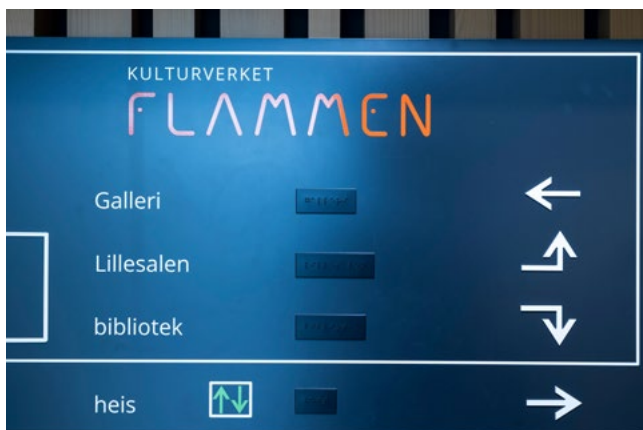 KULTURVERKET
FLAMMEN
Galleri
Lillesalen
bibliotek
heis